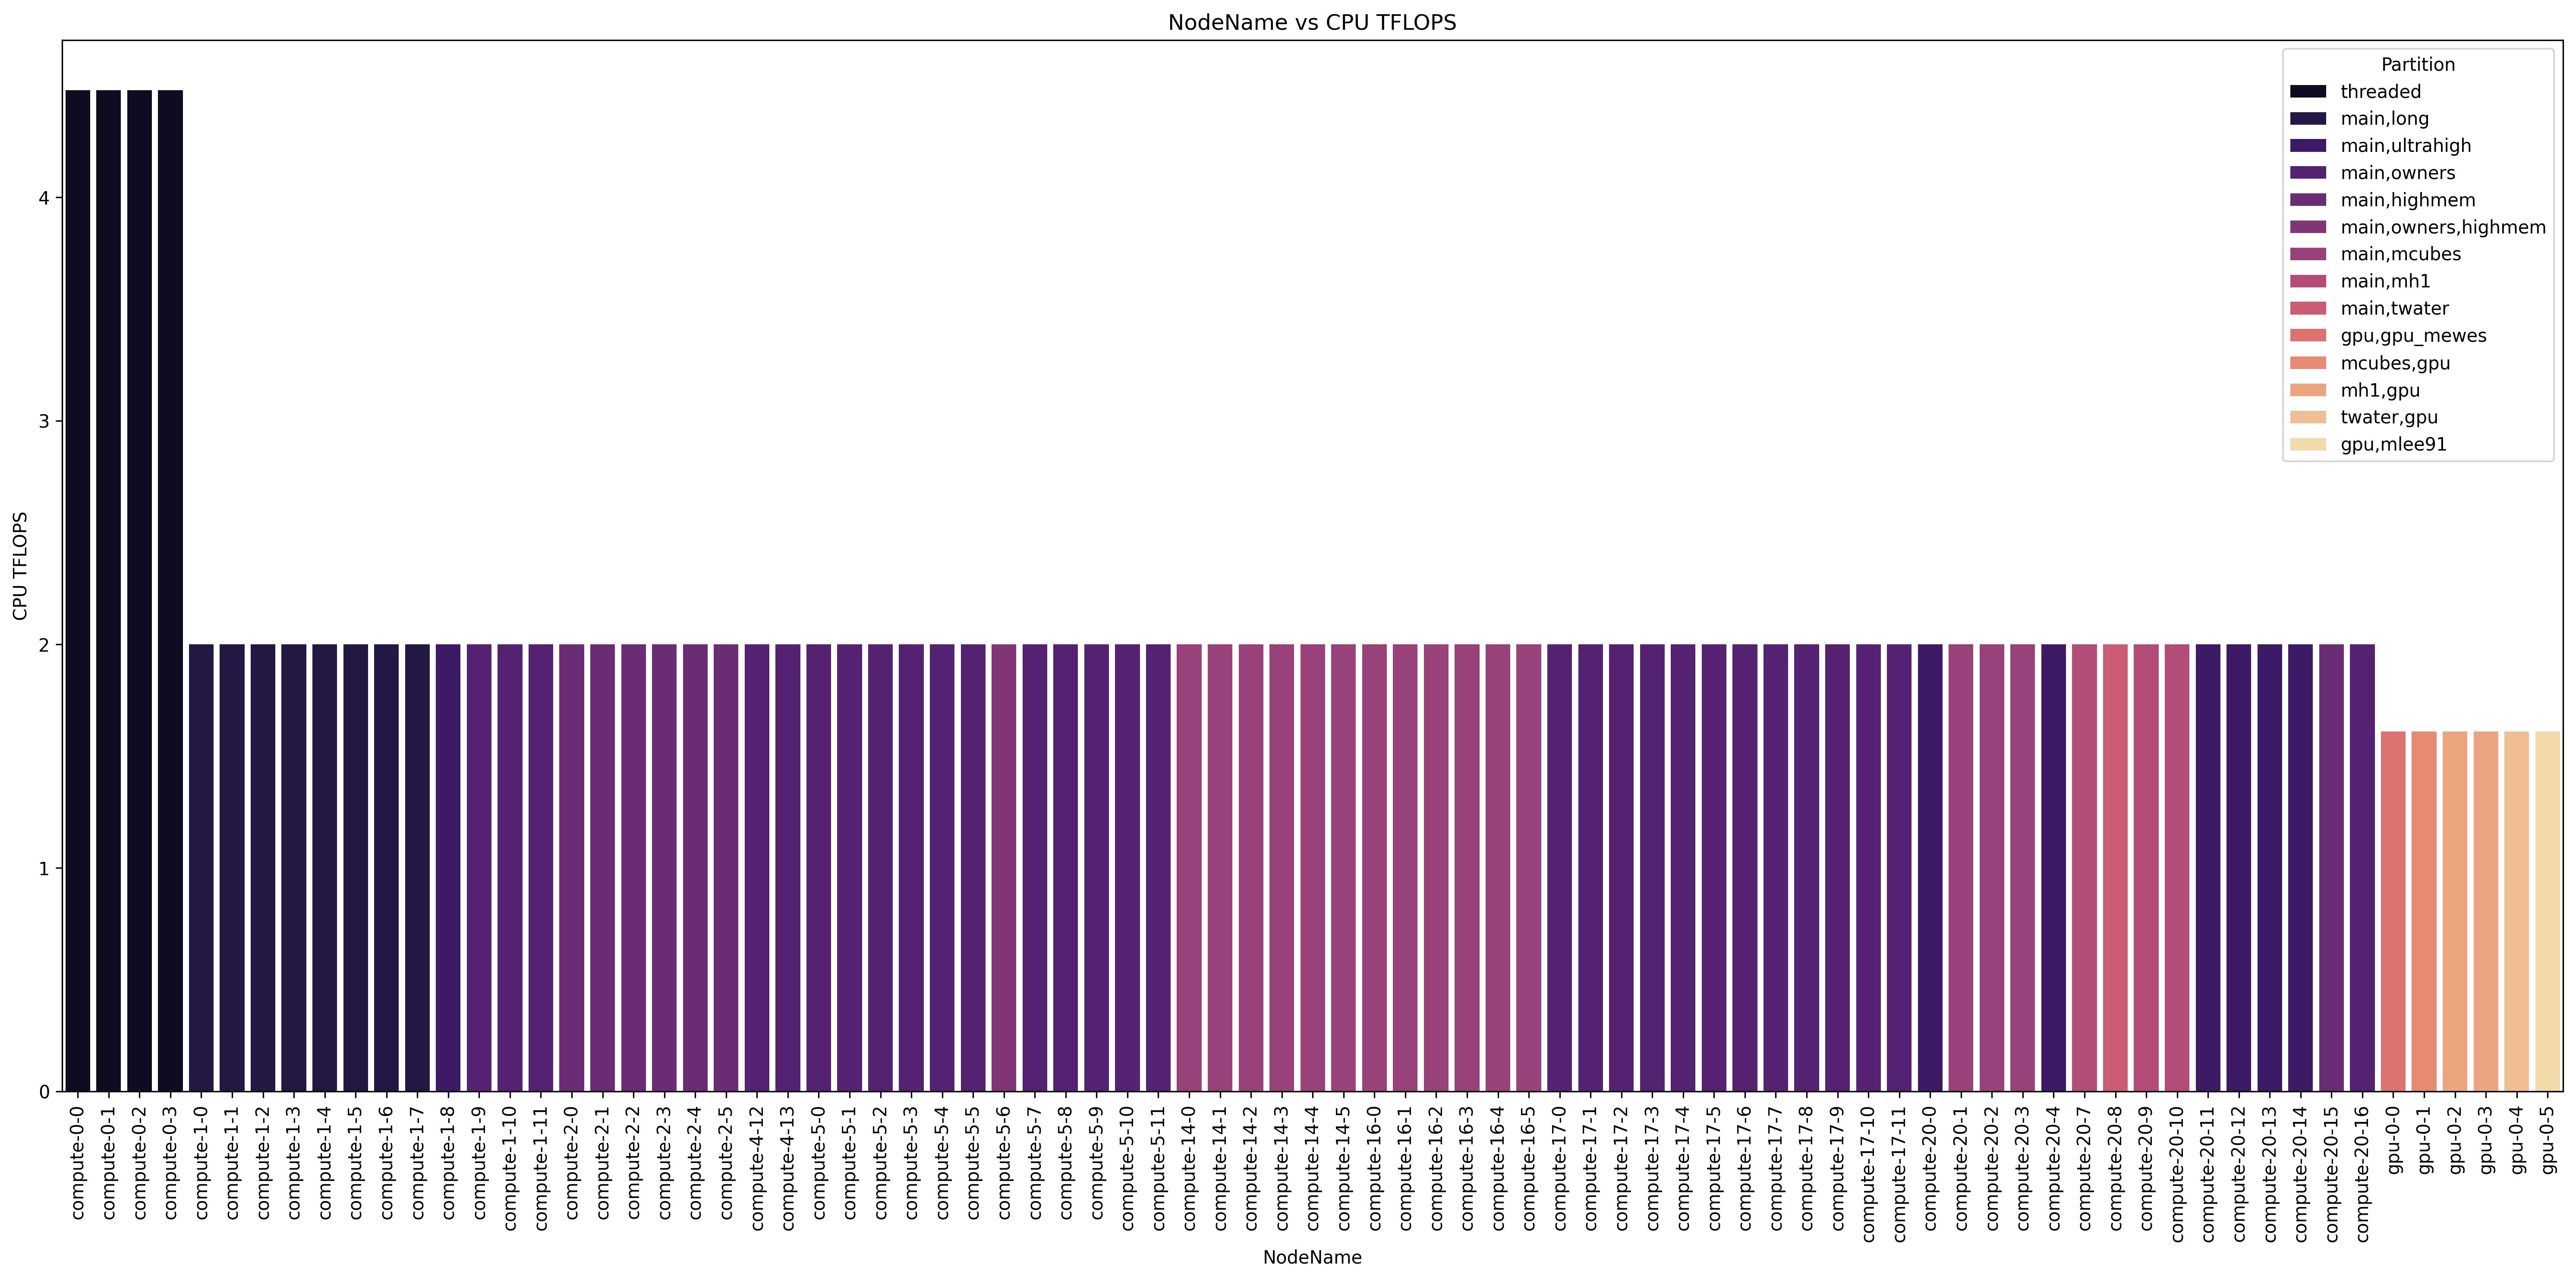 NodeName vs CPU TFLOPS
Partition
threaded
main,long
main,ultrahigh
main,owners
main,highmem
main,owners,highmem
main,mcubes
main,mh1
main,twater
gpu,gpu_mewes
mcubes,gpu
mh1,gpu
twater,gpu
gpu,mlee91
CPU TFLOPS
4
3
2
1
0
compute-0-0
compute-0-1
compute-0-2
compute-0-3
compute-1-0
compute-1-1
compute-1-2
compute-1-3
compute-1-4
compute-1-5
compute-1-6
compute-1-7
compute-1-8
compute-1-9
compute-1-10
compute-1-11
compute-2-0
compute-2-1
compute-2-2
compute-2-3
compute-2-4
compute-2-5
compute-4-12
compute-4-13
compute-5-0
compute-5-1
compute-5-2
compute-5-3
compute-5-4
compute-5-5
compute-5-6
compute-5-7
compute-5-8
compute-5-9
compute-5-10
compute-5-11
compute-14-0
compute-14-1
compute-14-2
compute-14-3
compute-14-4
compute-14-5
compute-16-0
compute-16-1
compute-16-2
compute-16-3
compute-16-4
compute-16-5
compute-17-0
compute-17-1
compute-17-2
compute-17-3
compute-17-4
compute-17-5
compute-17-6
compute-17-7
compute-17-8
compute-17-9
compute-17-10
compute-17-11
compute-20-0
compute-20-1
compute-20-2
compute-20-3
compute-20-4
compute-20-7
compute-20-8
compute-20-9
compute-20-10
compute-20-11
compute-20-12
compute-20-13
compute-20-14
compute-20-15
compute-20-16
gpu-0-0
gpu-0-1
gpu-0-2
gpu-0-3
gpu-0-4
gpu-0-5
NodeName